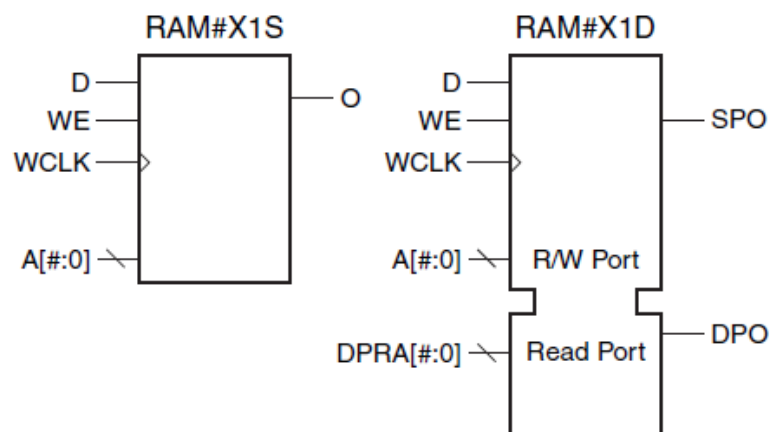 RAM#X1S
D
WE
WCLK
A[#:0]
O
RAM#X1D
D
WE
WCLK
A[#:0]
R/W Port
SPO
DPRA[#:0]
Read Port
DPO